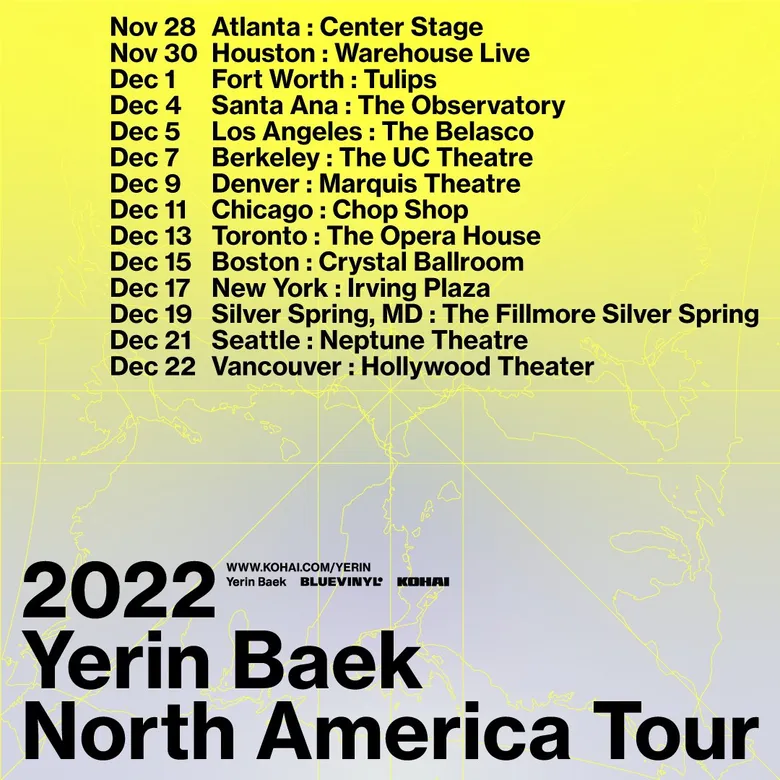 Nov 28 Atlanta : Center Stage
Nov 30 Houston : Warehouse Live
Dec 1 Fort Worth : Tulips
Dec 4 Santa Ana : The Observatory
Dec 5 Los Angeles : The Belasco
Dec 7 Berkeley : The UC Theatre
Dec 9 Denver : Marquis Theatre
Dec 11 Chicago : Chop Shop
Dec 13 Toronto : The Opera House
Dec 15 Boston : Crystal Ballroom
Dec 17 New York : Irving Plaza
Dec 19 Silver Spring, MD : The Fillmore Silver Spring
Dec 21 Seattle : Neptune Theatre
Dec 22 Vancouver : Hollywood Theater
2022
WWW.KOHAI.COM/YERIN
Yerin Baek BLUEVINYL KOHAI
Yerin Baek
North America Tour